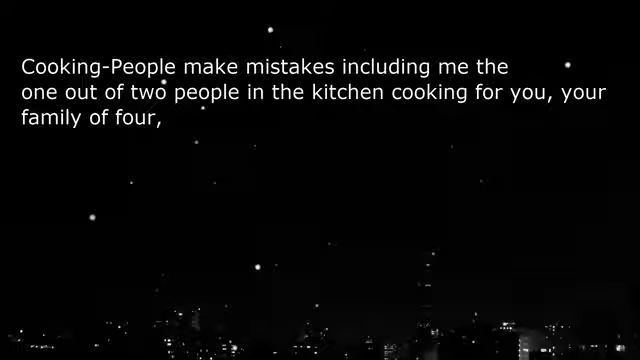 Cooking-People make mistakes including me the
one out of two people in the kitchen cooking for you, your
family of four,